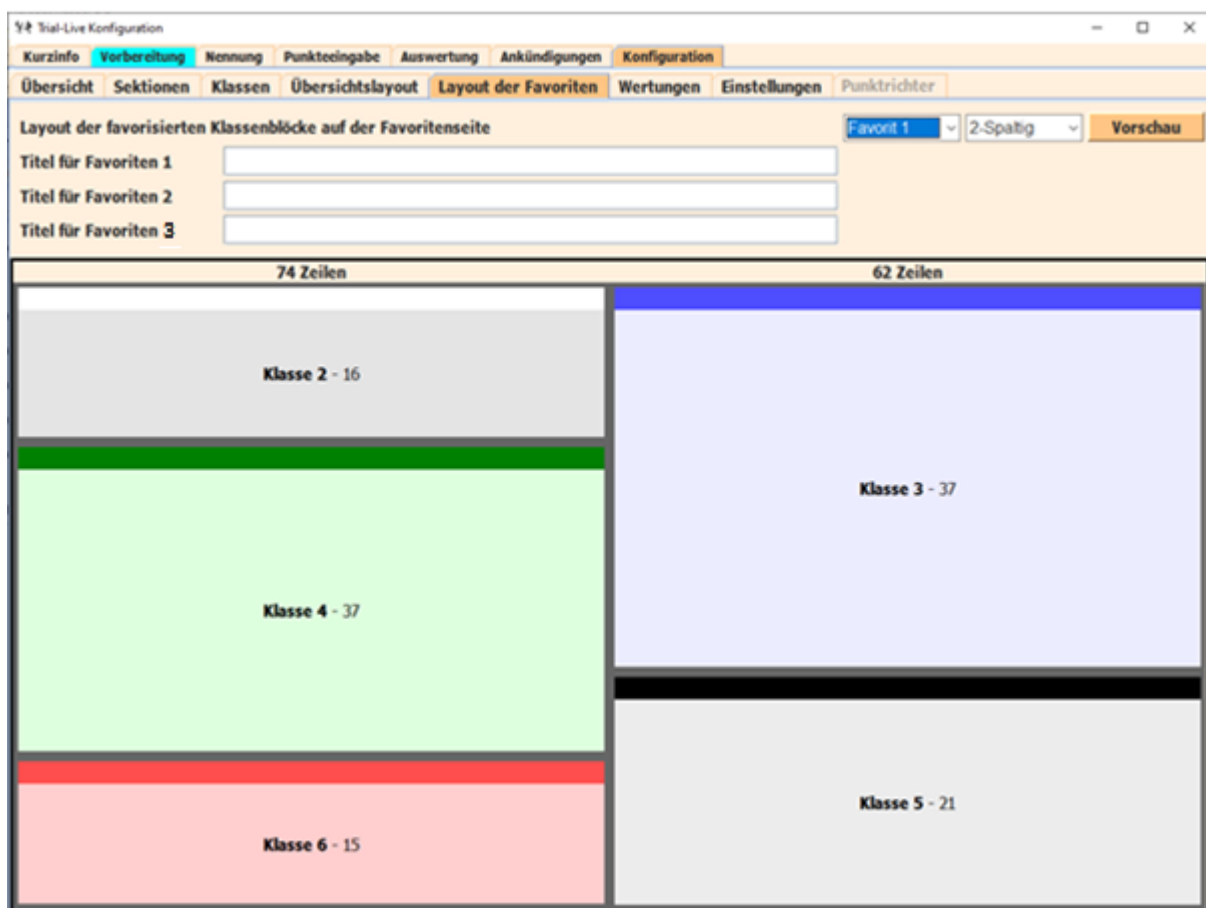 Trial-Live Konfiguration
Kurzinfo Vorbereitung Nennung Punkteeingabe Auswertung Ankündigungen Konfiguration
Übersicht Sektionen Klassen Übersichtslayout Layout der Favoriten Wertungen Einstellungen Punktrichter
Layout der favorisierten Klassenblöcke auf der Favoritenseite Favorit 1 2-Spaltig Vorschau
Titel für Favoriten 1
Titel für Favoriten 2
Titel für Favoriten 3
74 Zeilen 62 Zeilen
Klasse 2 - 16
Klasse 3 - 37
Klasse 4 - 37
Klasse 5 - 21
Klasse 6 - 15